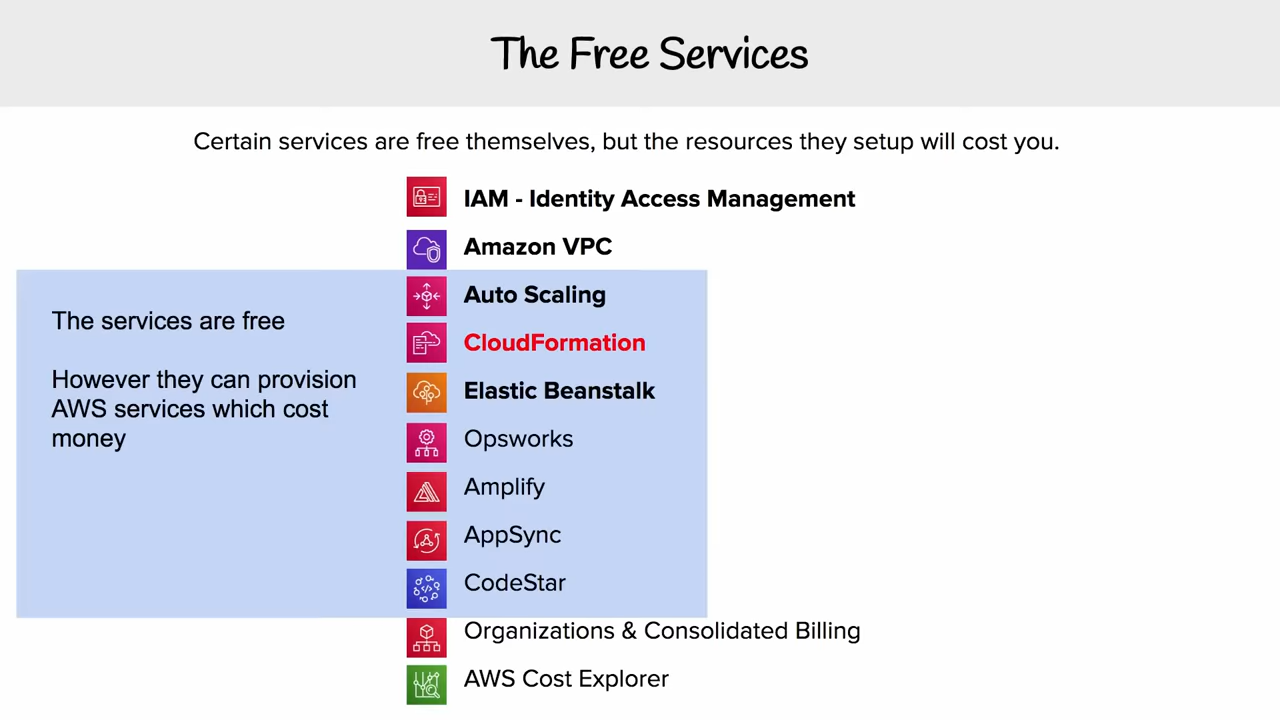 The Free Services
Certain services are free themselves, but the resources they setup will cost you.
IAM - Identity Access Management
Amazon VPC
Auto Scaling
CloudFormation
Elastic Beanstalk
Opsworks
Amplify
AppSync
CodeStar
Organizations & Consolidated Billing
AWS Cost Explorer
The services are free
However they can provision
AWS services which cost
money